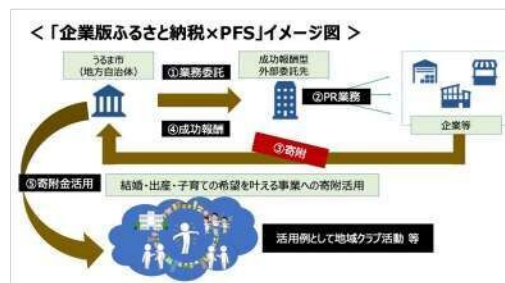 < 「企業版ふるさと納税×PFS」イメージ図 >
うるま市
(地方自治体)
①業務委託
成功報酬型
外部委託先
②PR業務
企業等
④成功報酬
③寄附
⑤寄附金活用
結婚・出産・子育ての希望を叶える事業への寄附活用
活用例として地域クラブ活動 等